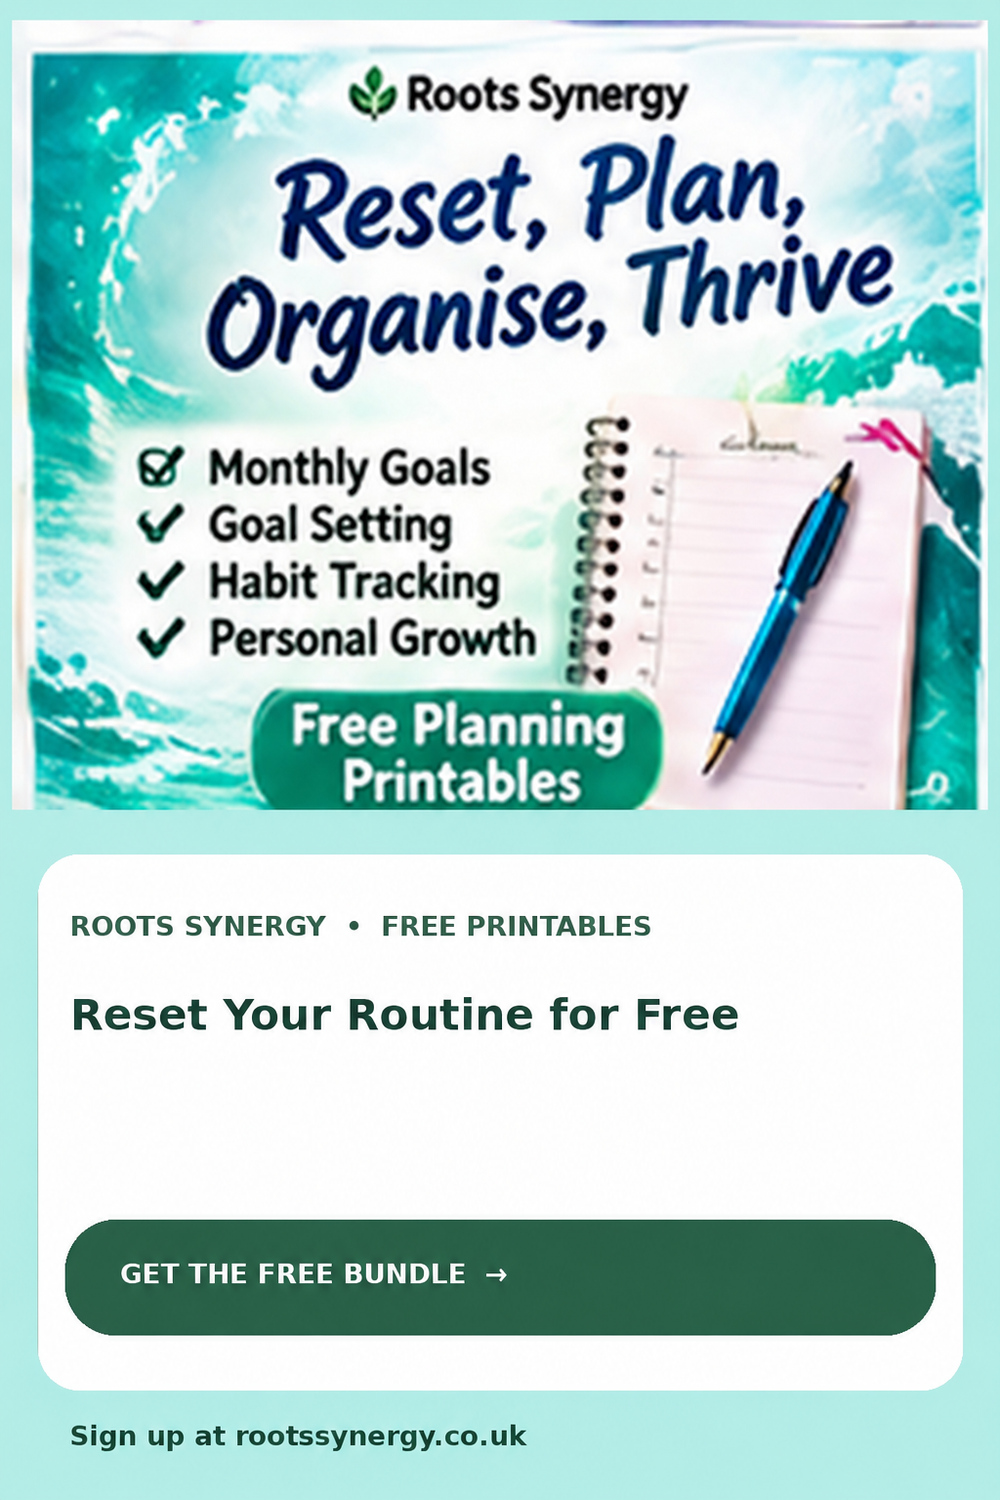 Roots Synergy
Reset, Plan,
Organise, Thrive
Monthly Goals
Goal Setting
Habit Tracking
Personal Growth
Free Planning
Printables
ROOTS SYNERGY • FREE PRINTABLES
Reset Your Routine for Free
GET THE FREE BUNDLE →
Sign up at rootssynergy.co.uk